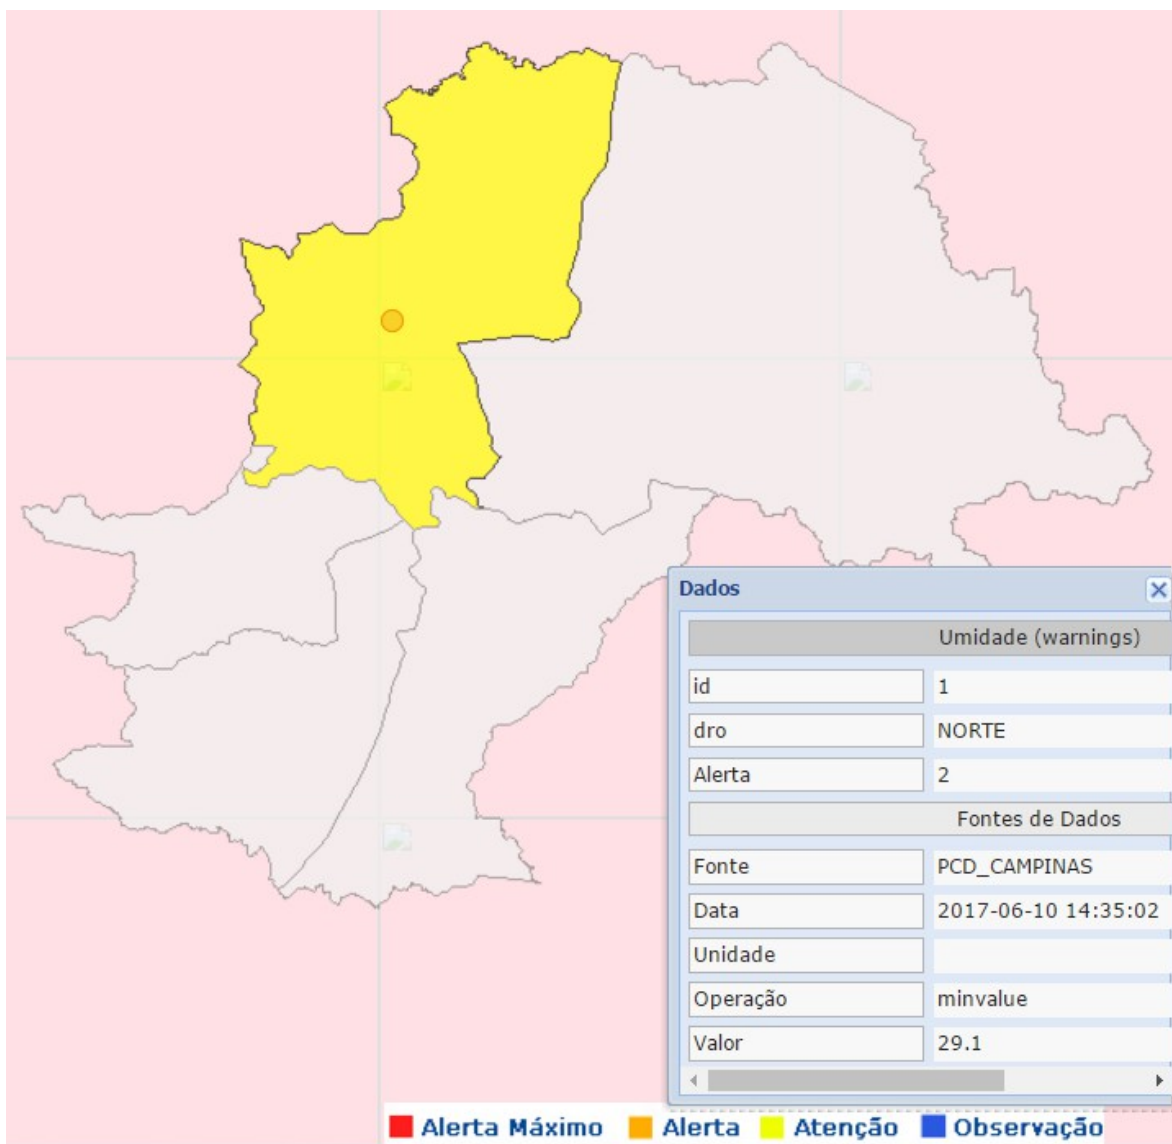 Dados
Umidade (warnings)
id 1
dro NORTE
Alerta 2
Fontes de Dados
Fonte PCD_CAMPINAS
Data 2017-06-10 14:35:02
Unidade
Operação minvalue
Valor 29.1
Alerta Máximo Alerta Atenção Observação